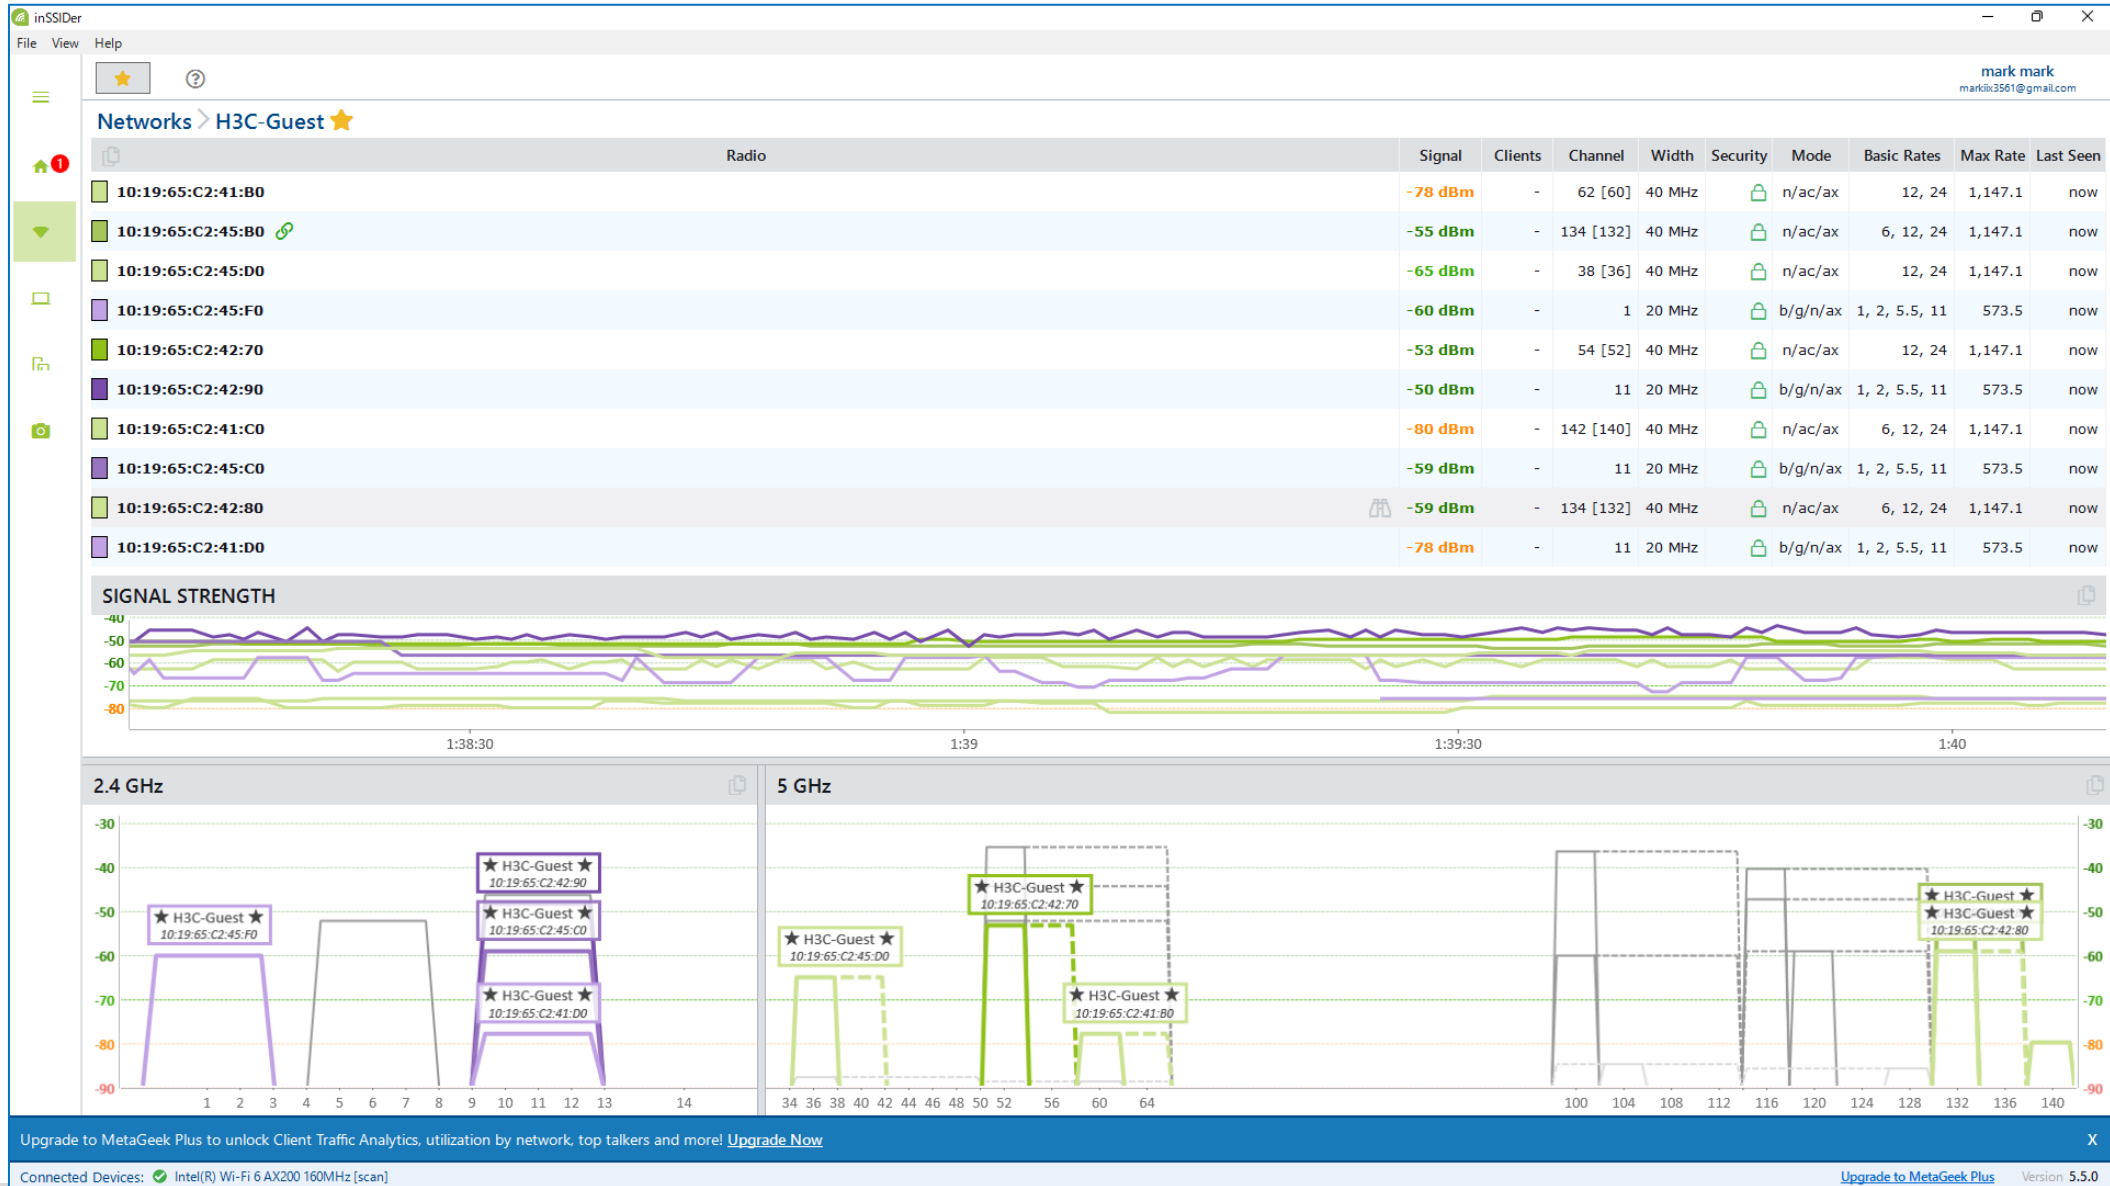 inSSIDer
File View Help
mark mark
markiix3561@gmail.com
1
Networks > H3C-Guest
Radio Signal Clients Channel Width Security Mode Basic Rates Max Rate Last Seen
10:19:65:C2:41:B0 -78 dBm - 62 [60] 40 MHz n/ac/ax 12, 24 1,147.1 now
10:19:65:C2:45:B0 -55 dBm - 134 [132] 40 MHz n/ac/ax 6, 12, 24 1,147.1 now
10:19:65:C2:45:D0 -65 dBm - 38 [36] 40 MHz n/ac/ax 12, 24 1,147.1 now
10:19:65:C2:45:F0 -60 dBm - 1 20 MHz b/g/n/ax 1, 2, 5.5, 11 573.5 now
10:19:65:C2:42:70 -53 dBm - 54 [52] 40 MHz n/ac/ax 12, 24 1,147.1 now
10:19:65:C2:42:90 -50 dBm - 11 20 MHz b/g/n/ax 1, 2, 5.5, 11 573.5 now
10:19:65:C2:41:C0 -80 dBm - 142 [140] 40 MHz n/ac/ax 6, 12, 24 1,147.1 now
10:19:65:C2:45:C0 -59 dBm - 11 20 MHz b/g/n/ax 1, 2, 5.5, 11 573.5 now
10:19:65:C2:42:80 -59 dBm - 134 [132] 40 MHz n/ac/ax 6, 12, 24 1,147.1 now
10:19:65:C2:41:D0 -78 dBm - 11 20 MHz b/g/n/ax 1, 2, 5.5, 11 573.5 now
SIGNAL STRENGTH
-40
-50
-60
-70
-80
1:38:30 1:39 1:39:30 1:40
2.4 GHz
-30
-40
-50
-60
-70
-80
-90
★ H3C-Guest ★
10:19:65:C2:45:F0
★ H3C-Guest ★
10:19:65:C2:42:90
★ H3C-Guest ★
10:19:65:C2:45:C0
★ H3C-Guest ★
10:19:65:C2:41:D0
1 2 3 4 5 6 7 8 9 10 11 12 13 14
5 GHz
★ H3C-Guest ★
10:19:65:C2:45:D0
★ H3C-Guest ★
10:19:65:C2:42:70
★ H3C-Guest ★
10:19:65:C2:41:B0
★ H3C-Guest ★
★ H3C-Guest ★
10:19:65:C2:42:80
-30
-40
-50
-60
-70
-80
-90
34 36 38 40 42 44 46 48 50 52 56 60 64 100 104 108 112 116 120 124 128 132 136 140
Upgrade to MetaGeek Plus to unlock Client Traffic Analytics, utilization by network, top talkers and more! Upgrade Now X
Connected Devices: Intel(R) Wi-Fi 6 AX200 160MHz [scan] Upgrade to MetaGeek Plus Version 5.5.0